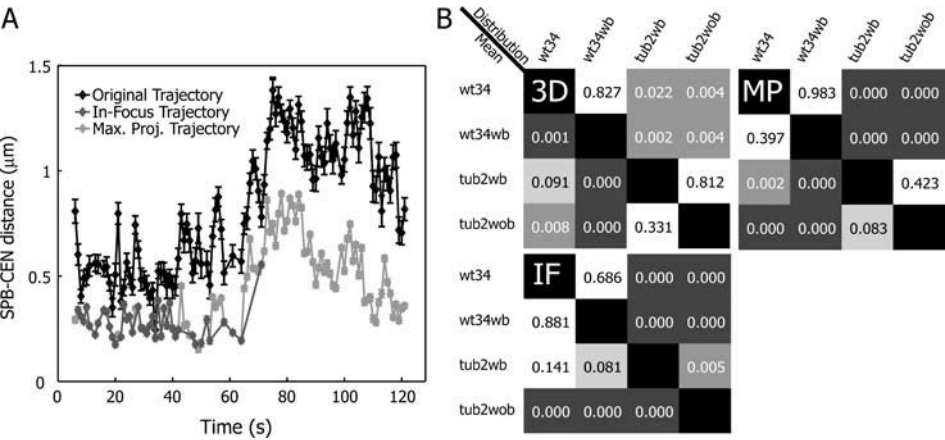 A
SPB-CEN distance (μm)
1.5
1
0.5
0
Original Trajectory
In-Focus Trajectory
Max. Proj. Trajectory
0 20 40 60 80 100 120
Time (s)
B
Distribution
Mean
wt34 wt34wb tub2wb tub2wob
wt34 3D 0.827 0.022 0.004
wt34wb 0.001 0.002 0.004
tub2wb 0.091 0.000 0.812
tub2wob 0.008 0.000 0.331
wt34 wt34wb tub2wb tub2wob
MP 0.983 0.000 0.000
0.397 0.000 0.000
0.002 0.000 0.423
0.000 0.000 0.083
wt34 IF 0.686 0.000 0.000
wt34wb 0.881 0.000 0.000
tub2wb 0.141 0.081 0.005
tub2wob 0.000 0.000 0.000